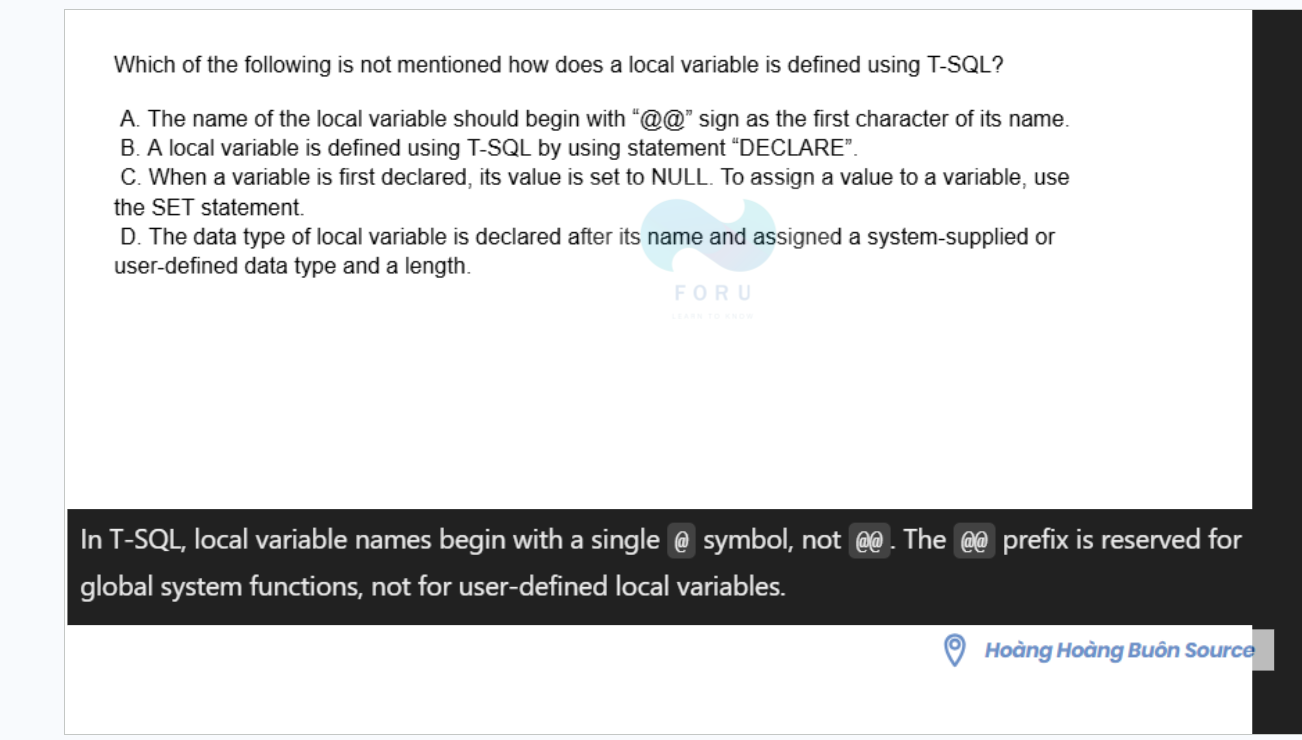 Which of the following is not mentioned how does a local variable is defined using T-SQL?
A. The name of the local variable should begin with “@@” sign as the first character of its name.
B. A local variable is defined using T-SQL by using statement “DECLARE”.
C. When a variable is first declared, its value is set to NULL. To assign a value to a variable, use
the SET statement.
D. The data type of local variable is declared after its name and assigned a system-supplied or
user-defined data type and a length.
FORU
LEARN TO KNOW
In T-SQL, local variable names begin with a single @ symbol, not @@. The @@ prefix is reserved for
global system functions, not for user-defined local variables.
Hoàng Hoàng Buôn Source